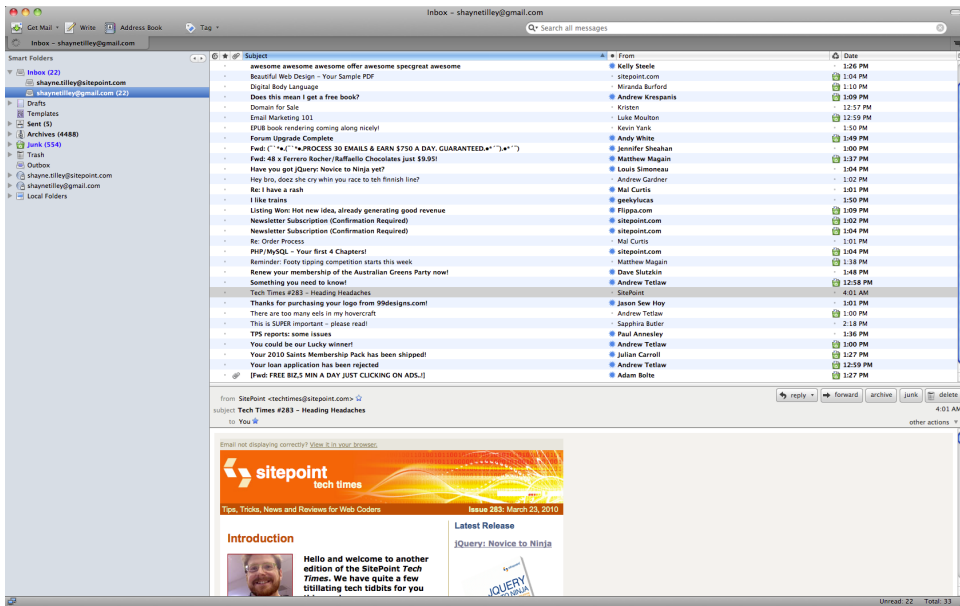 Inbox - shaynetilley@gmail.com
Get Mail Write Address Book Tag Search all messages
Inbox - shaynetilley@gmail.com
Smart Folders
Inbox (22)
shayne.tilley@sitepoint.com
shaynetilley@gmail.com (22)
Drafts
Templates
Sent (5)
Archives (4488)
Junk (554)
Trash
Outbox
shayne.tilley@sitepoint.com
shaynetilley@gmail.com
Local Folders
Subject From Date
awesome awesome awesome offer awesome specgreat awesome Kelly Steele 1:26 PM
Beautiful Web Design - Your Sample PDF sitepoint.com 1:04 PM
Digital Body Language Miranda Burford 1:10 PM
Does this mean I get a free book? Andrew Krespanis 1:09 PM
Domain for Sale Kristen 12:57 PM
Email Marketing 101 Luke Moulton 12:59 PM
EPUB book rendering coming along nicely! Kevin Yank 1:50 PM
Forum Upgrade Complete Andy White 1:49 PM
Fwd: (¨`*•.(¨`*•.PROCESS 30 EMAILS & EARN $750 A DAY. GUARANTEED.•*´¨).•*´¨) Jennifer Sheahan 1:00 PM
Fwd: 48 x Ferrero Rocher/Raffaello Chocolates just $9.95! Matthew Magain 1:37 PM
Have you got jQuery: Novice to Ninja yet? Louis Simoneau 1:04 PM
Hey bro, doez she cry whin you race to teh finnish line? Andrew Gardner 1:02 PM
Re: I have a rash Mal Curtis 1:01 PM
I like trains geekylucas 1:50 PM
Listing Won: Hot new idea, already generating good revenue Flippa.com 1:09 PM
Newsletter Subscription (Confirmation Required) sitepoint.com 1:02 PM
Newsletter Subscription (Confirmation Required) sitepoint.com 1:04 PM
Re: Order Process Mal Curtis 1:01 PM
PHP/MySQL - Your first 4 Chapters! sitepoint.com 1:04 PM
Reminder: Footy tipping competition starts this week Matthew Magain 1:38 PM
Renew your membership of the Australian Greens Party now! Dave Slutzkin 1:48 PM
Something you need to know! Andrew Tetlaw 12:58 PM
Tech Times #283 - Heading Headaches SitePoint 4:01 AM
Thanks for purchasing your logo from 99designs.com! Jason Sew Hoy 1:01 PM
There are too many eels in my hovercraft Andrew Tetlaw 1:00 PM
This is SUPER important - please read! Sapphira Butler 2:18 PM
TPS reports: some issues Paul Annesley 1:36 PM
You could be our Lucky winner! Andrew Tetlaw 1:00 PM
Your 2010 Saints Membership Pack has been shipped! Julian Carroll 1:27 PM
Your loan application has been rejected Andrew Tetlaw 12:59 PM
[Fwd: FREE BIZ,5 MIN A DAY JUST CLICKING ON ADS..!] Adam Bolte 1:27 PM
from SitePoint <techtimes@sitepoint.com> reply forward archive junk delete
subject Tech Times #283 - Heading Headaches 4:01 AM
to You other actions
Email not displaying correctly? View it in your browser.
sitepoint
tech times
Tips, Tricks, News and Reviews for Web Coders Issue 283: March 23, 2010
Introduction
Hello and welcome to another
edition of the SitePoint Tech
Times. We have quite a few
titillating tech tidbits for you
Latest Release
jQuery: Novice to Ninja
JQUERY
Unread: 22 Total: 33